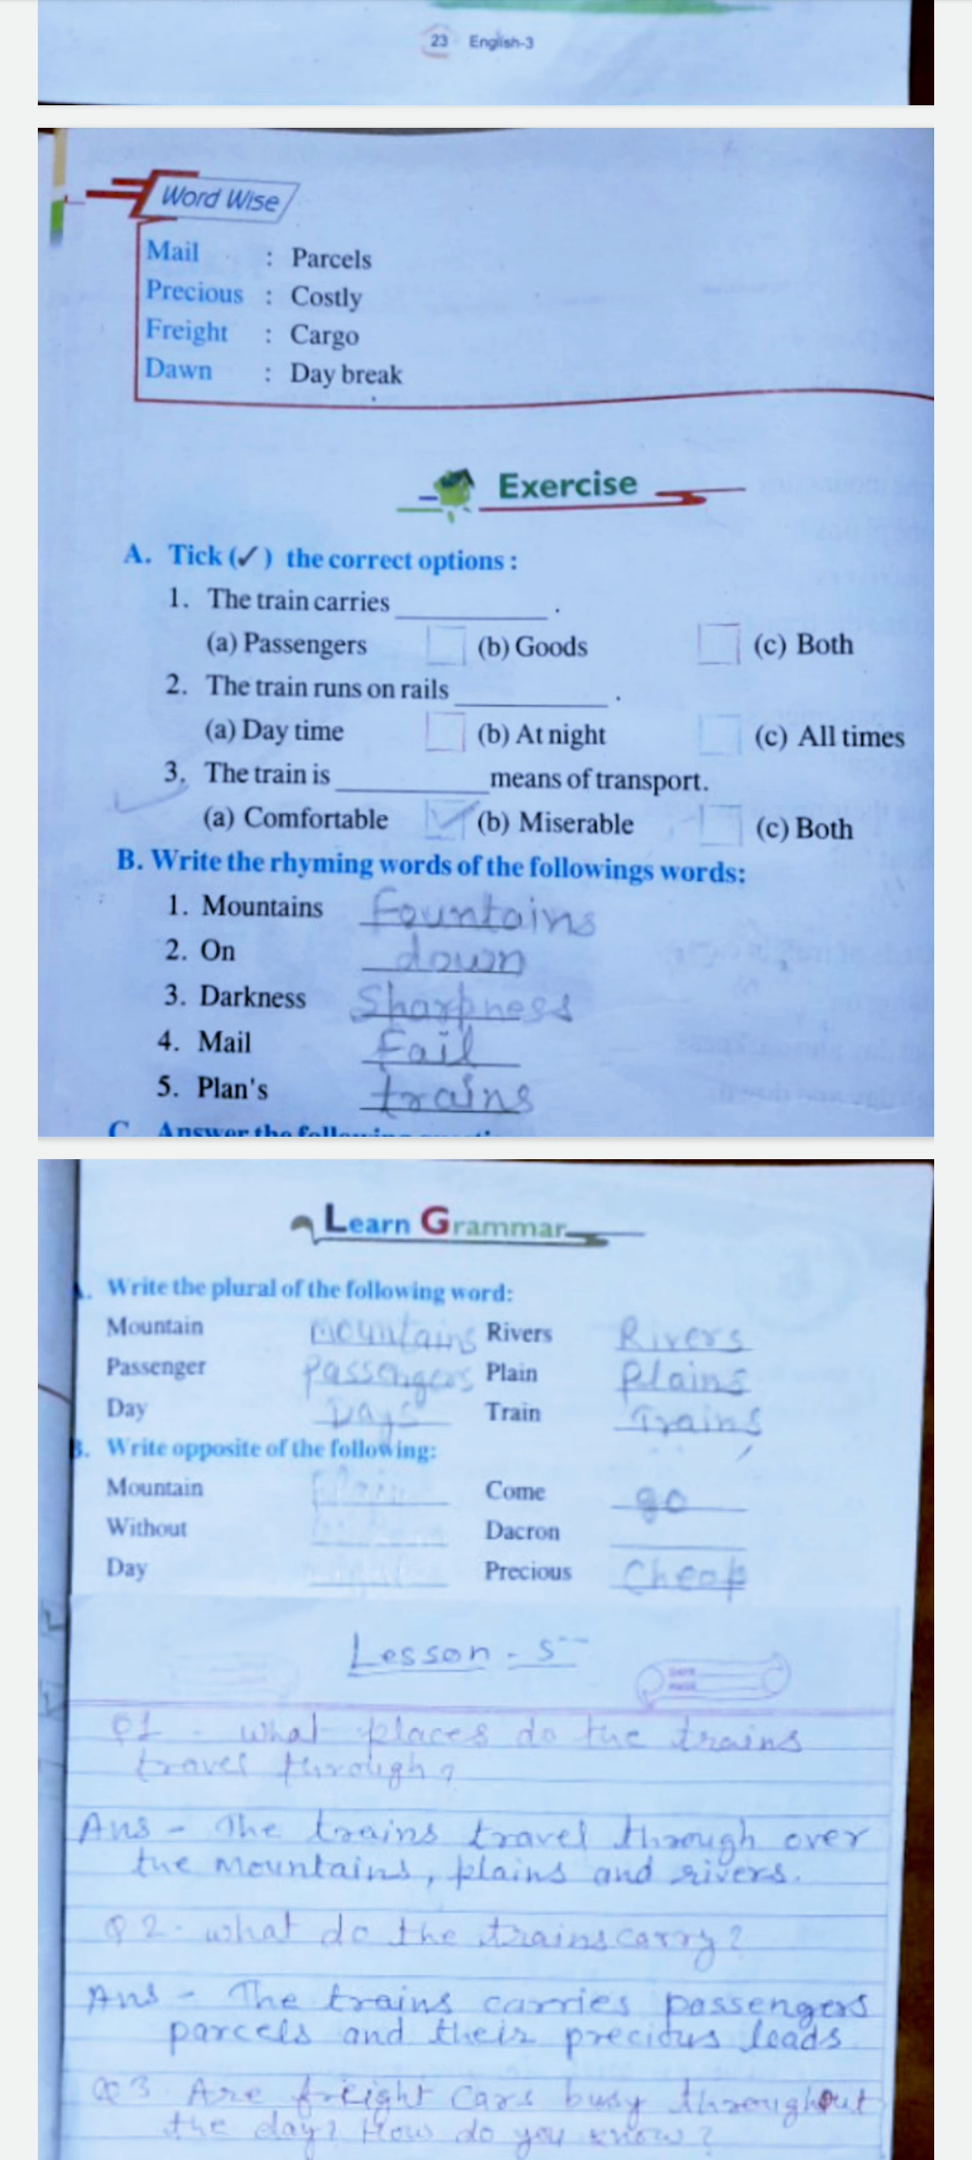 23 English-3
Word Wise
Mail : Parcels
Precious : Costly
Freight : Cargo
Dawn : Day break
Exercise
A. Tick (✓) the correct options :
1. The train carries __________ .
(a) Passengers (b) Goods (c) Both
2. The train runs on rails __________ .
(a) Day time (b) At night (c) All times
3. The train is __________ means of transport.
(a) Comfortable (b) Miserable (c) Both
B. Write the rhyming words of the followings words:
1. Mountains Fountains
2. On down
3. Darkness Sharpness
4. Mail Fail
5. Plan's trains
C. Answer the following
Learn Grammar
Write the plural of the following word:
Mountain mountains Rivers Rivers
Passenger Passengers Plain Plains
Day Days Train Trains
B. Write opposite of the following:
Mountain Plain Come go
Without Dacron
Day night Precious Cheap
Lesson - 5
Q1 - what places do the trains
travel through?
Ans - The trains travel through over
the mountains, plains and rivers.
Q2. what do the trains carry?
Ans - The trains carries passengers
parcels and their precious loads
Q3 Are freight cars busy throughout
the day? How do you know?